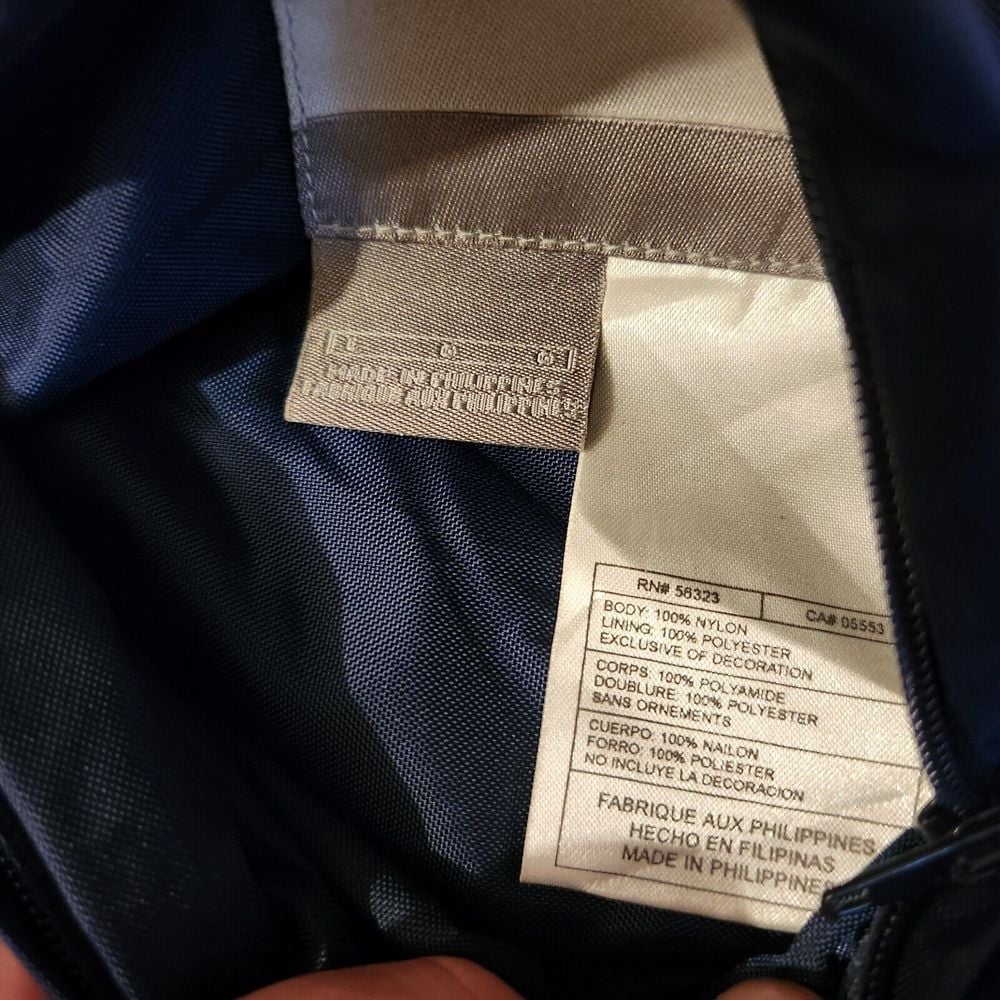 MADE IN PHILIPPINES
FABRIQUE AUX PHILIPPINES
RN# 56323
CA# 05553
BODY: 100% NYLON
LINING: 100% POLYESTER
EXCLUSIVE OF DECORATION
CORPS: 100% POLYAMIDE
DOUBLURE: 100% POLYESTER
SANS ORNEMENTS
CUERPO: 100% NAILON
FORRO: 100% POLIESTER
NO INCLUYE LA DECORACION
FABRIQUE AUX PHILIPPINES
HECHO EN FILIPINAS
MADE IN PHILIPPINES